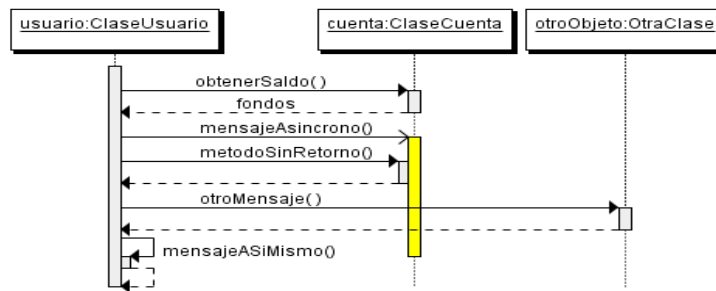 usuario:ClaseUsuario
cuenta:ClaseCuenta
otroObjeto:OtraClase
obtenerSaldo()
fondos
mensajeAsincrono()
metodoSinRetorno()
otroMensaje()
mensajeASiMismo()